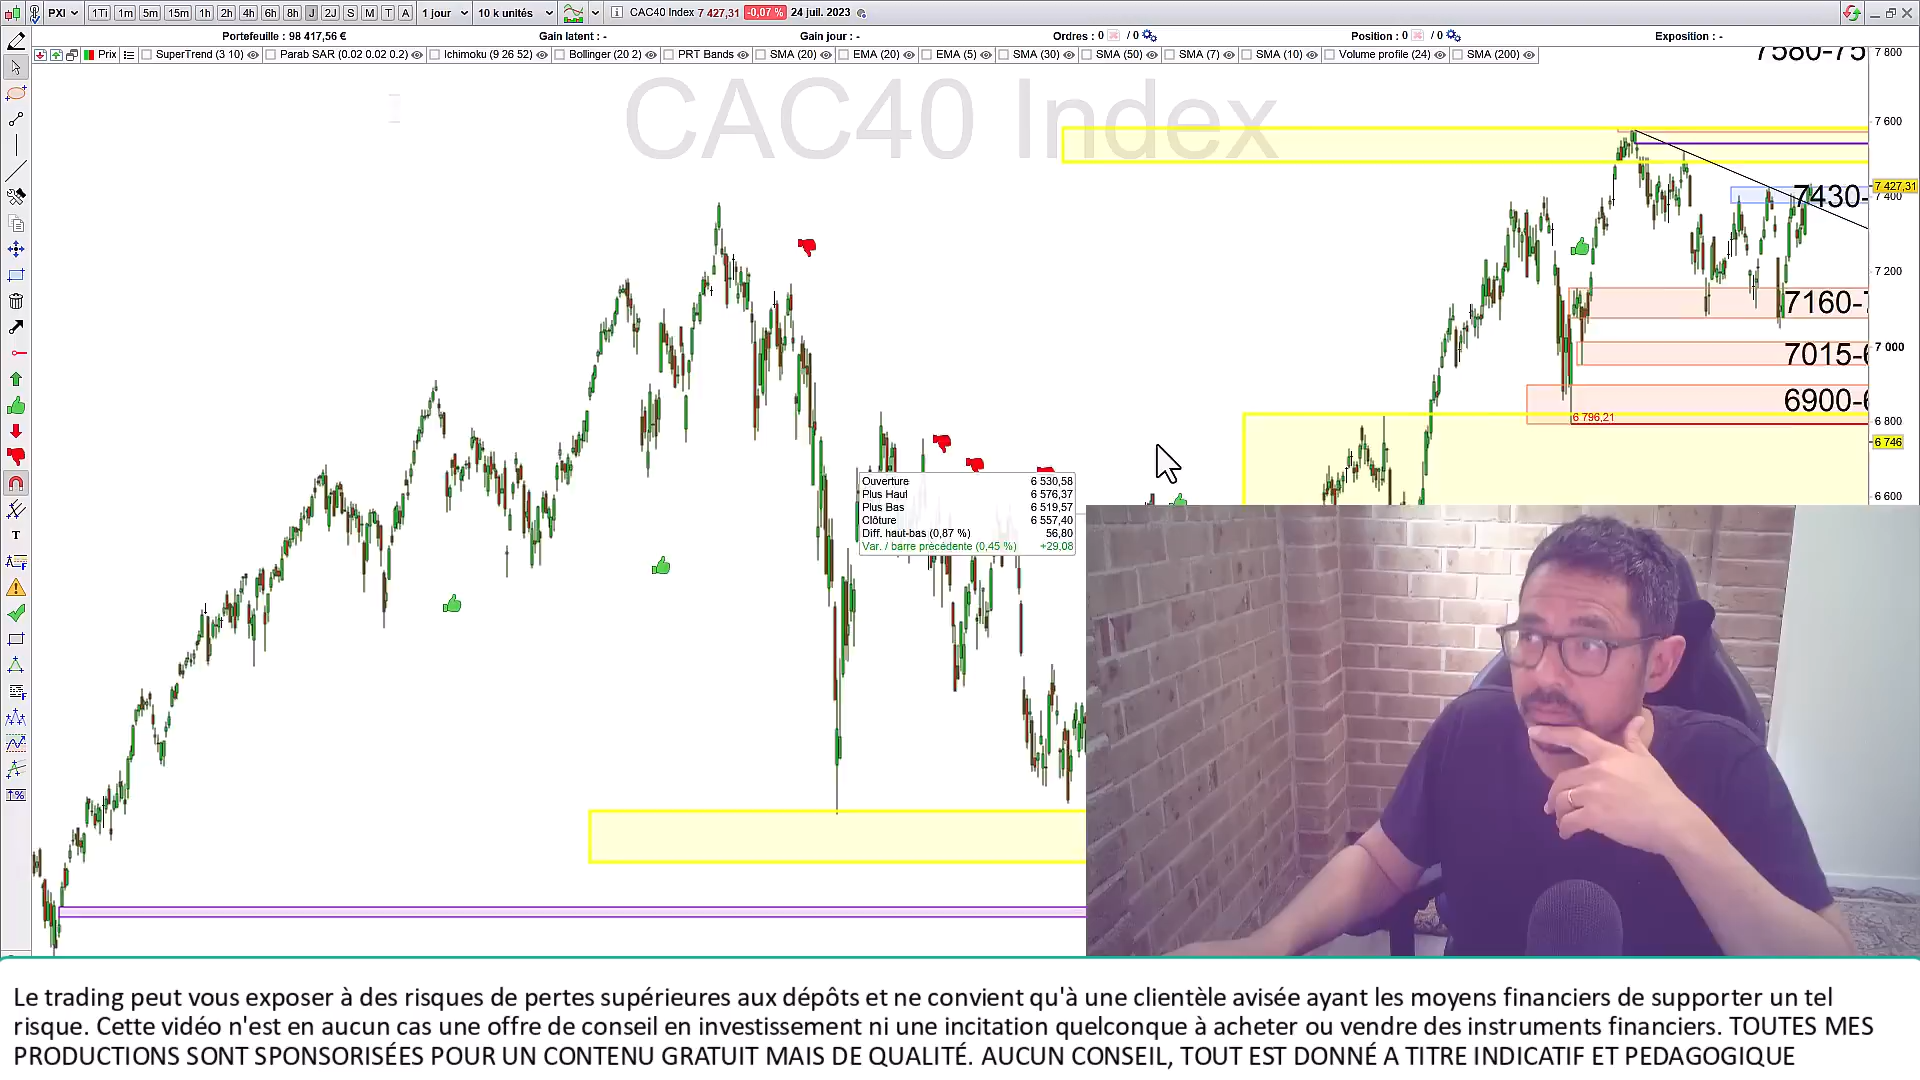 PXI 1Ti 1m 5m 15m 1h 2h 4h 6h 8h J 2J S M T A 1 jour 10 k unités CAC40 Index 7 427,31 -0,07 % 24 juil. 2023
Portefeuille : 98 417,56 € Gain latent : - Gain jour : - Ordres : 0 / 0 Position : 0 / 0 Exposition : -
Prix SuperTrend (3 10) Parab SAR (0.02 0.02 0.2) Ichimoku (9 26 52) Bollinger (20 2) PRT Bands SMA (20) EMA (20) EMA (5) SMA (30) SMA (50) SMA (7) SMA (10) Volume profile (24) SMA (200)
7580-75
7 800
CAC40 Index
7 600
7 427,31
7430-
7 400
7 200
7160-7
7 000
7015-6
6900-6
6 796,21
6 800
6 746
6 600
Ouverture 6 530,58
Plus Haut 6 576,37
Plus Bas 6 519,57
Clôture 6 557,40
Diff. haut-bas (0,87 %) 56,80
Var. / barre précédente (0,45 %) +29,08
Le trading peut vous exposer à des risques de pertes supérieures aux dépôts et ne convient qu'à une clientèle avisée ayant les moyens financiers de supporter un tel
risque. Cette vidéo n'est en aucun cas une offre de conseil en investissement ni une incitation quelconque à acheter ou vendre des instruments financiers. TOUTES MES
PRODUCTIONS SONT SPONSORISÉES POUR UN CONTENU GRATUIT MAIS DE QUALITÉ. AUCUN CONSEIL, TOUT EST DONNÉ A TITRE INDICATIF ET PEDAGOGIQUE